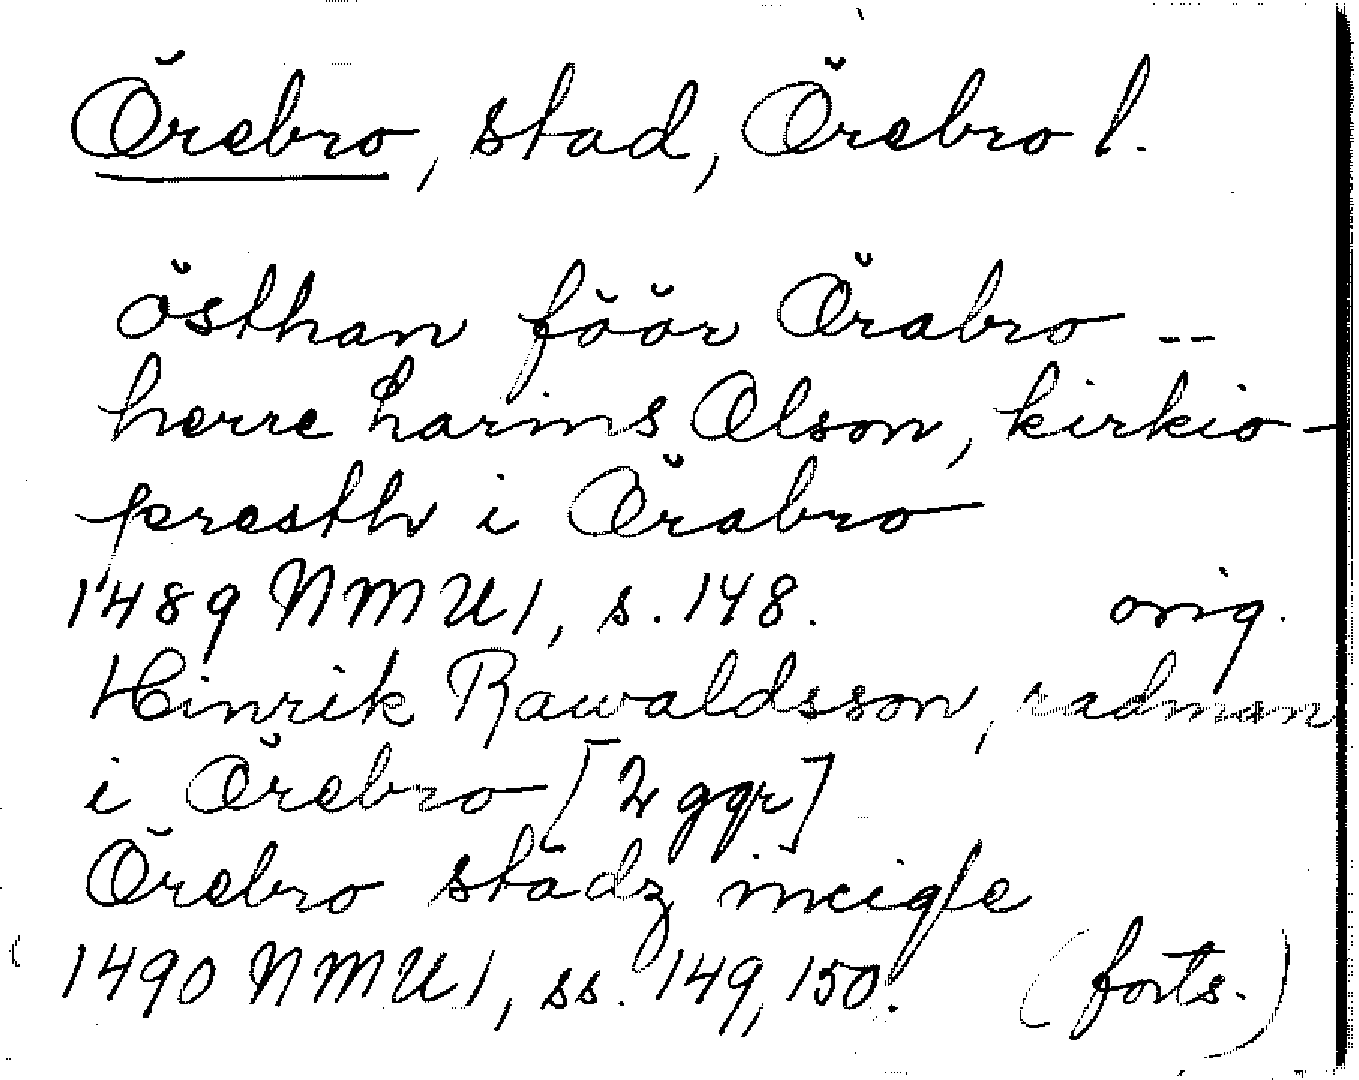 Örebro, stad, Örebro l.
östhan föör Örabro --
herre Larins Olson, kirkio-
presth i Örabro
1489 NMU1, s. 148. orig.
Hinrik Rawaldsson, radman
i Örebro [2 ggr]
Örebro stadz incigle
1490 NMU1, ss. 149, 150. (forts.)